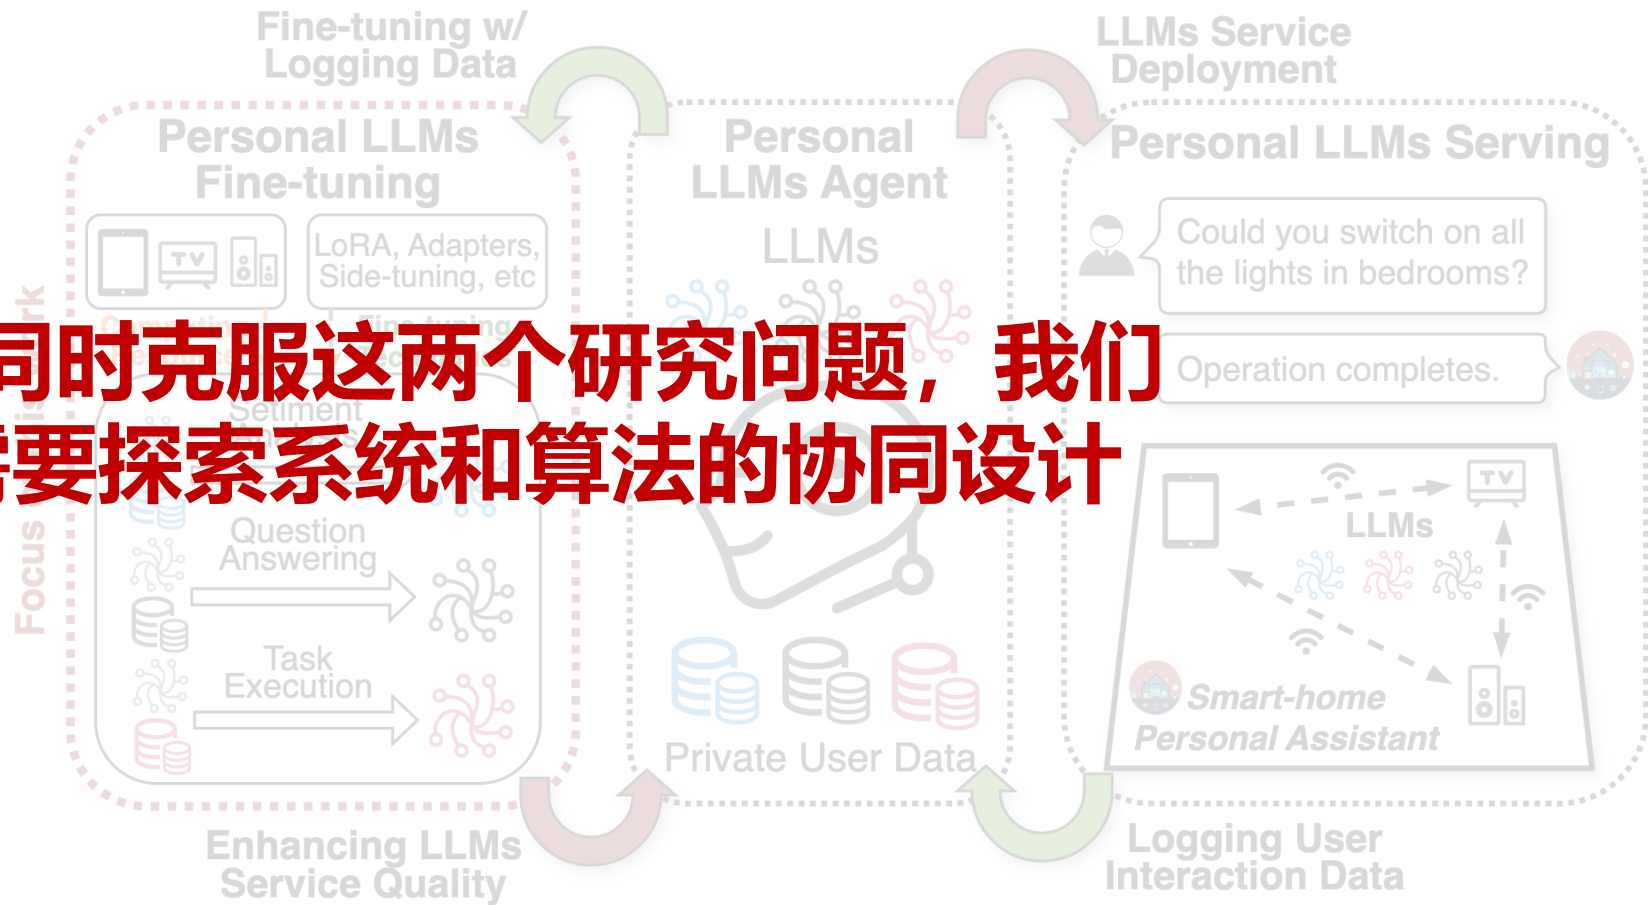 Fine-tuning w/
Logging Data
LLMs Service
Deployment
Personal LLMs
Fine-tuning
Personal
LLMs Agent
Personal LLMs Serving
TV
LoRA, Adapters,
Side-tuning, etc
LLMs
Could you switch on all
the lights in bedrooms?
同时克服这两个研究问题，我们
需要探索系统和算法的协同设计
Operation completes.
Setiment
Focus
Question
Answering
Task
Execution
Private User Data
TV
LLMs
Smart-home
Personal Assistant
Enhancing LLMs
Service Quality
Logging User
Interaction Data